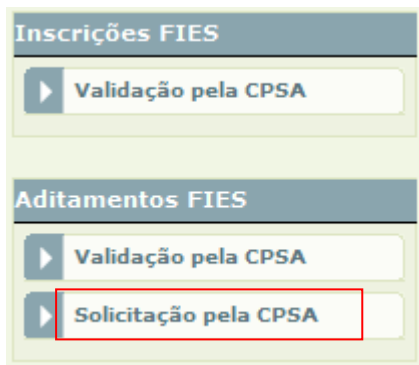 Inscrições FIES
Validação pela CPSA
Aditamentos FIES
Validação pela CPSA
Solicitação pela CPSA